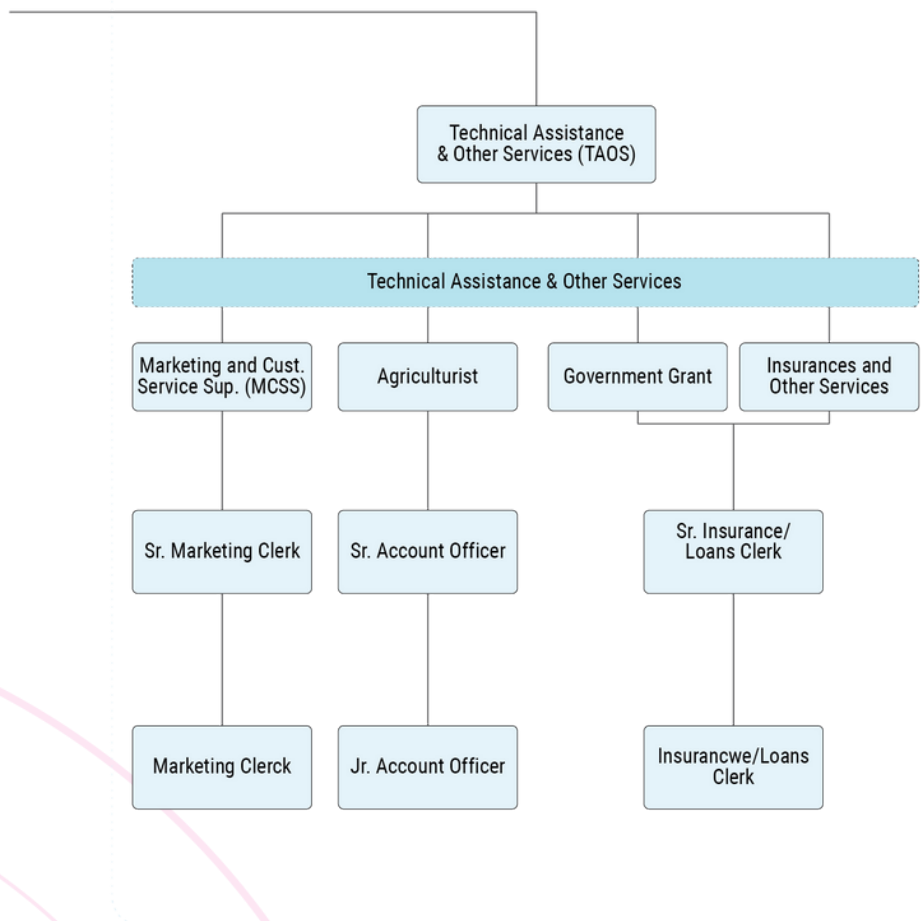 Technical Assistance
& Other Services (TAOS)
Technical Assistance & Other Services
Marketing and Cust.
Service Sup. (MCSS)
Agriculturist
Government Grant
Insurances and
Other Services
Sr. Marketing Clerk
Sr. Account Officer
Sr. Insurance/
Loans Clerk
Marketing Clerck
Jr. Account Officer
Insurancwe/Loans
Clerk